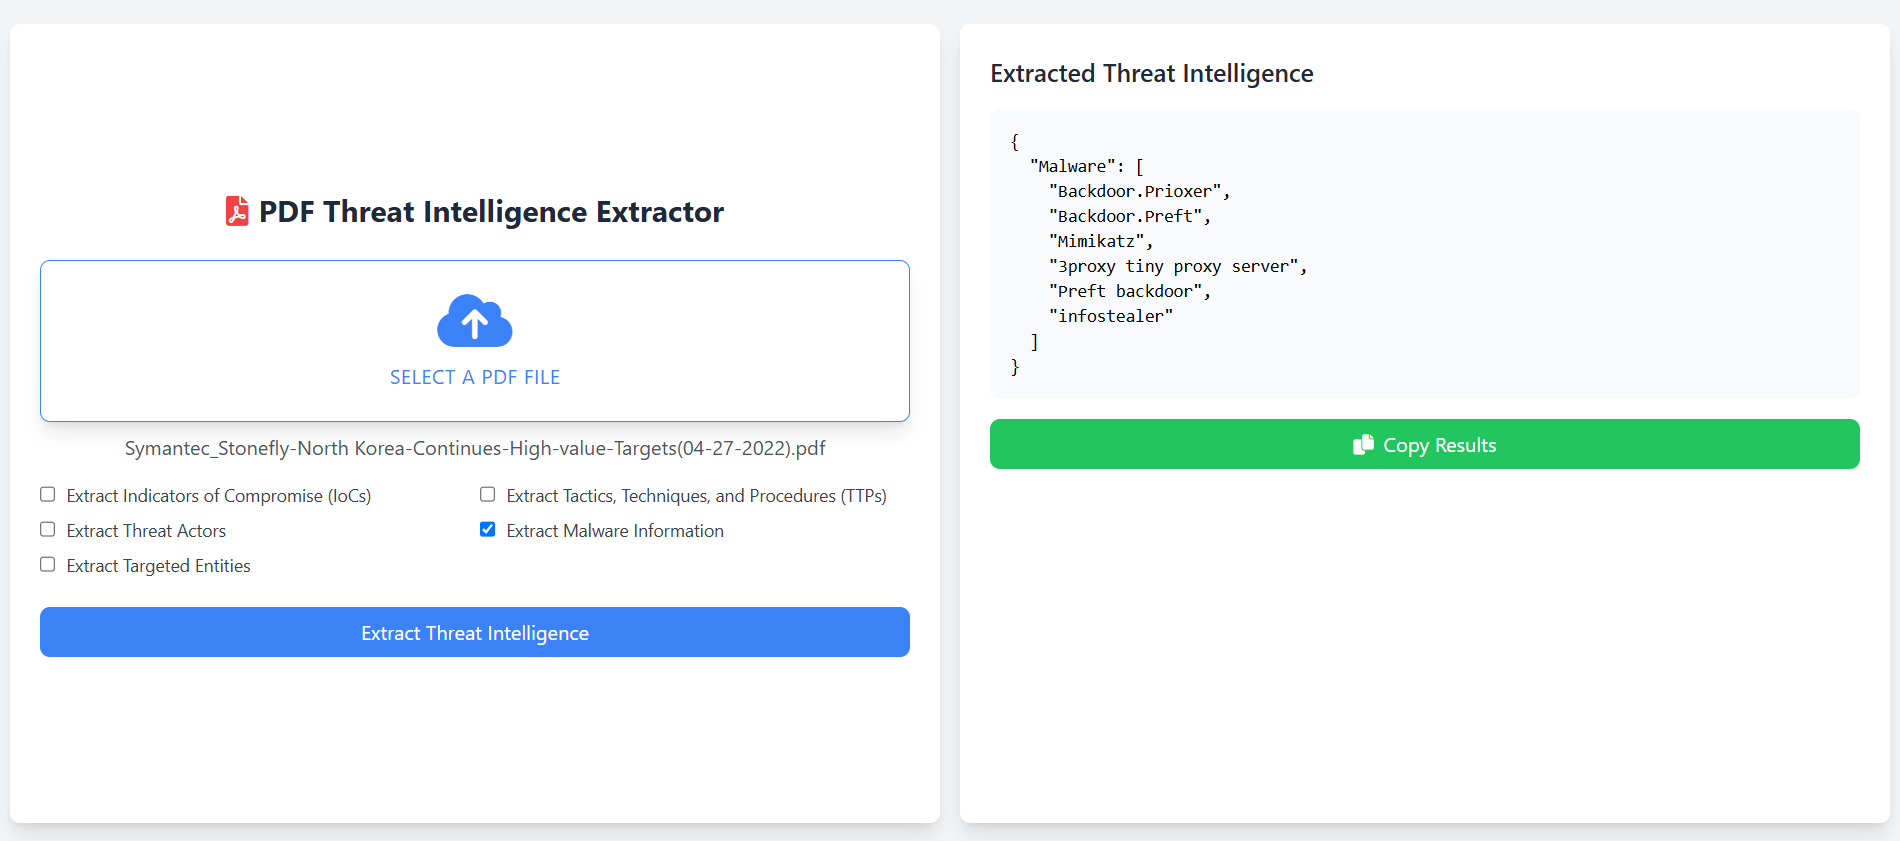 PDF Threat Intelligence Extractor
SELECT A PDF FILE
Symantec_Stonefly-North Korea-Continues-High-value-Targets(04-27-2022).pdf
Extract Indicators of Compromise (IoCs)
Extract Tactics, Techniques, and Procedures (TTPs)
Extract Threat Actors
Extract Malware Information
Extract Targeted Entities
Extract Threat Intelligence
Extracted Threat Intelligence
{
"Malware": [
"Backdoor.Prioxer",
"Backdoor.Preft",
"Mimikatz",
"3proxy tiny proxy server",
"Preft backdoor",
"infostealer"
]
}
Copy Results